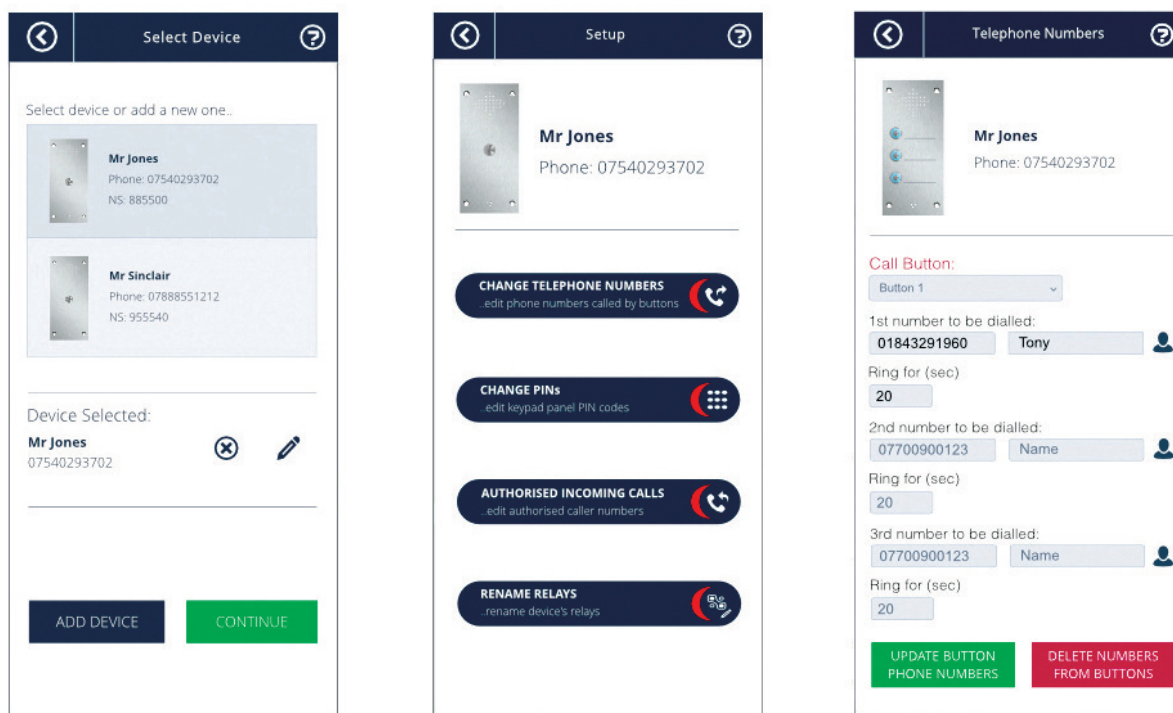 Select Device
?
Select device or add a new one..
Mr Jones
Phone: 07540293702
NS: 885500
Mr Sinclair
Phone: 07888551212
NS: 955540
Device Selected:
Mr Jones
07540293702
ADD DEVICE
CONTINUE
Setup
?
Mr Jones
Phone: 07540293702
CHANGE TELEPHONE NUMBERS
..edit phone numbers called by buttons
CHANGE PINs
..edit keypad panel PIN codes
AUTHORISED INCOMING CALLS
..edit authorised caller numbers
RENAME RELAYS
..rename device's relays
Telephone Numbers
?
Mr Jones
Phone: 07540293702
Call Button:
Button 1
1st number to be dialled:
01843291960 Tony
Ring for (sec)
20
2nd number to be dialled:
07700900123 Name
Ring for (sec)
20
3rd number to be dialled:
07700900123 Name
Ring for (sec)
20
UPDATE BUTTON
PHONE NUMBERS
DELETE NUMBERS
FROM BUTTONS